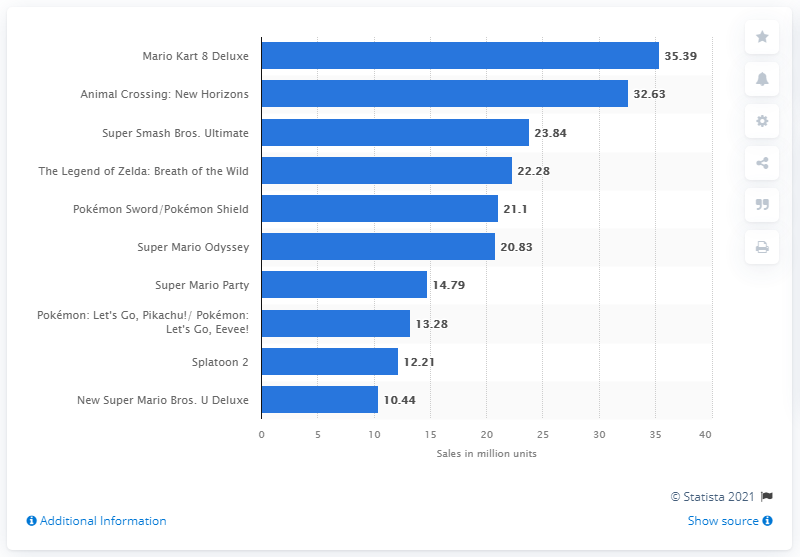 Mario Kart 8 Deluxe 35.39
Animal Crossing: New Horizons 32.63
Super Smash Bros. Ultimate 23.84
The Legend of Zelda: Breath of the Wild 22.28
Pokémon Sword/Pokémon Shield 21.1
Super Mario Odyssey 20.83
Super Mario Party 14.79
Pokémon: Let's Go, Pikachu!/ Pokémon:
Let's Go, Eevee! 13.28
Splatoon 2 12.21
New Super Mario Bros. U Deluxe 10.44
0 5 10 15 20 25 30 35 40
Sales in million units
© Statista 2021
Additional Information
Show source